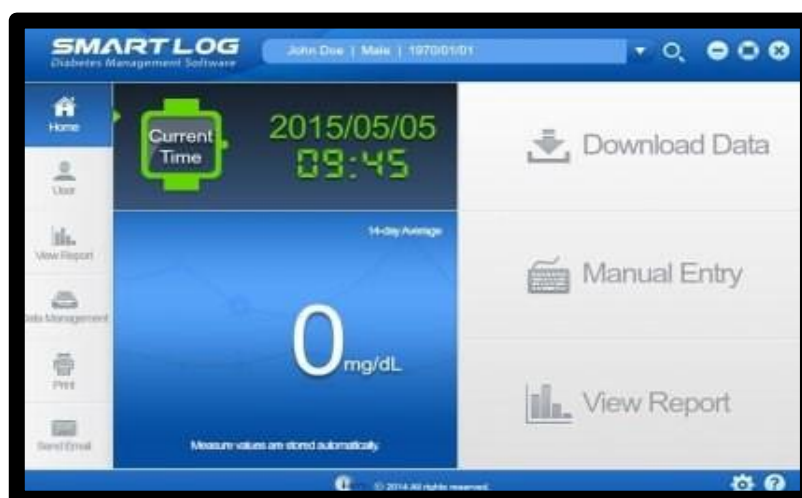 SMARTLOG
Diabetes Management Software
John Doe | Male | 1970/01/01
Home
User
View Report
Data Management
Print
Send Email
Current
Time
2015/05/05
09:45
14-day Average
0 mg/dL
Measure values are stored automatically.
Download Data
Manual Entry
View Report
© 2014 All rights reserved.